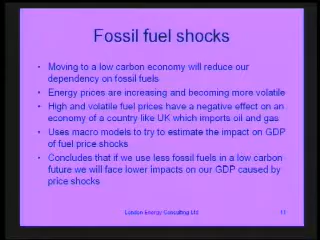 Fossil fuel shocks
• Moving to a low carbon economy will reduce our
dependency on fossil fuels
• Energy prices are increasing and becoming more volatile
• High and volatile fuel prices have a negative effect on an
economy of a country like UK which imports oil and gas
• Uses macro models to try to estimate the impact on GDP
of fuel price shocks
• Concludes that if we use less fossil fuels in a low carbon
future we will face lower impacts on our GDP caused by
price shocks
London Energy Consulting Ltd